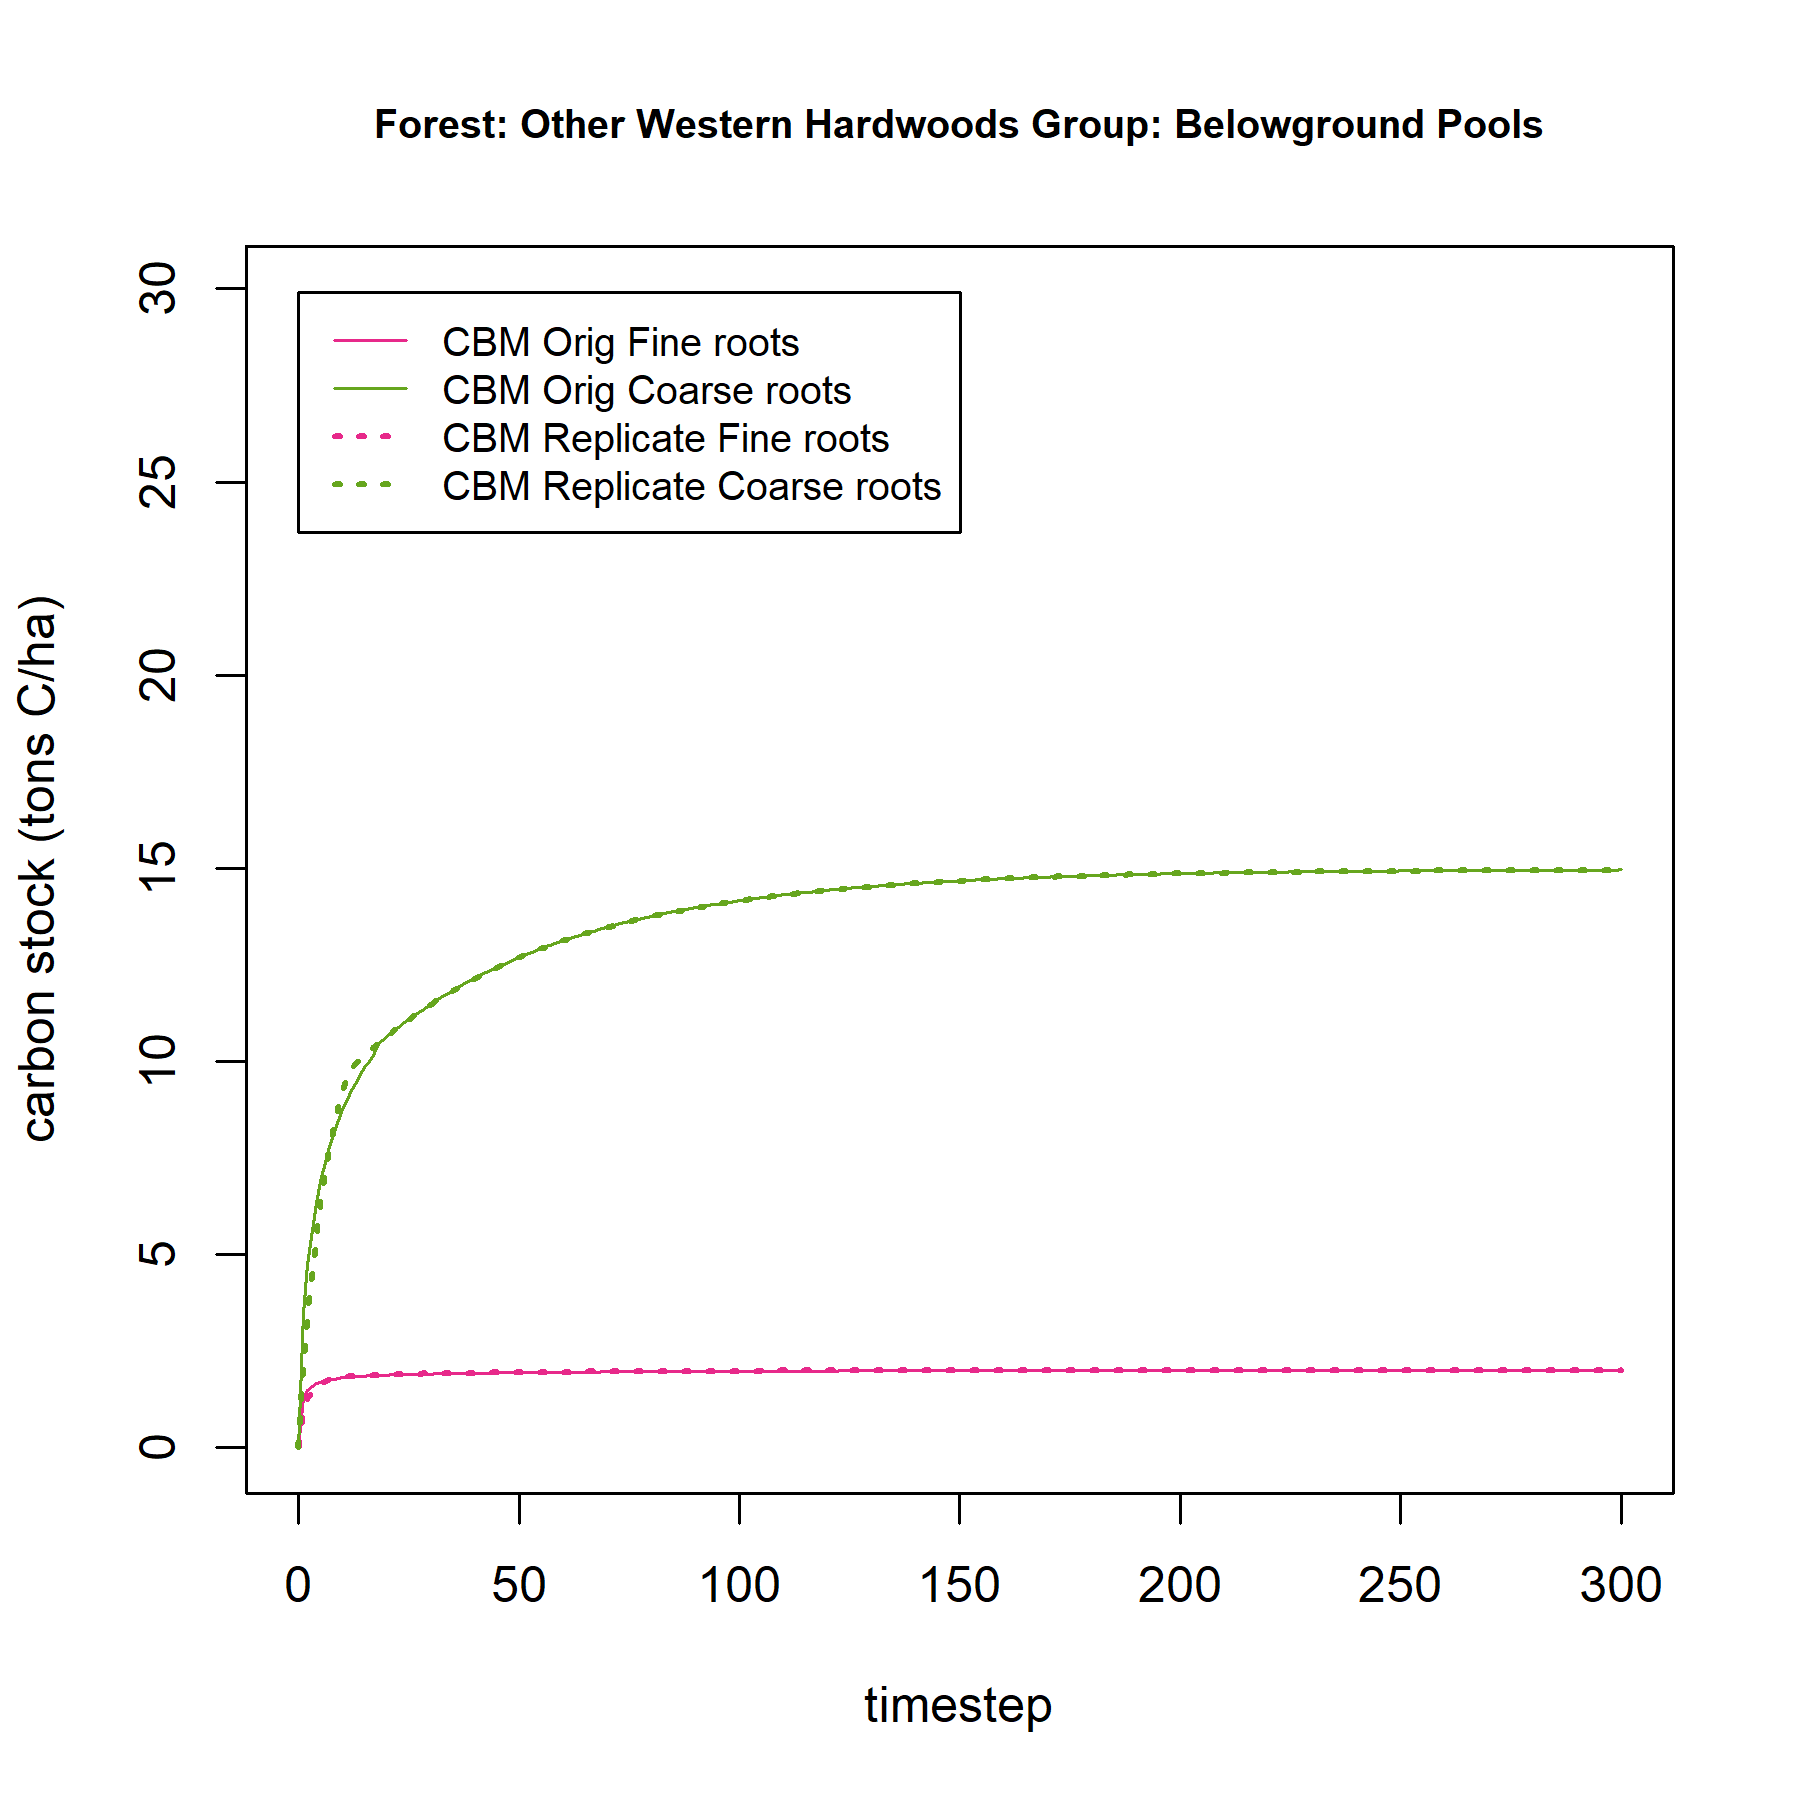 Forest: Other Western Hardwoods Group: Belowground Pools
CBM Orig Fine roots
CBM Orig Coarse roots
CBM Replicate Fine roots
CBM Replicate Coarse roots
carbon stock (tons C/ha)
30
25
20
15
10
5
0
0 50 100 150 200 250 300
timestep